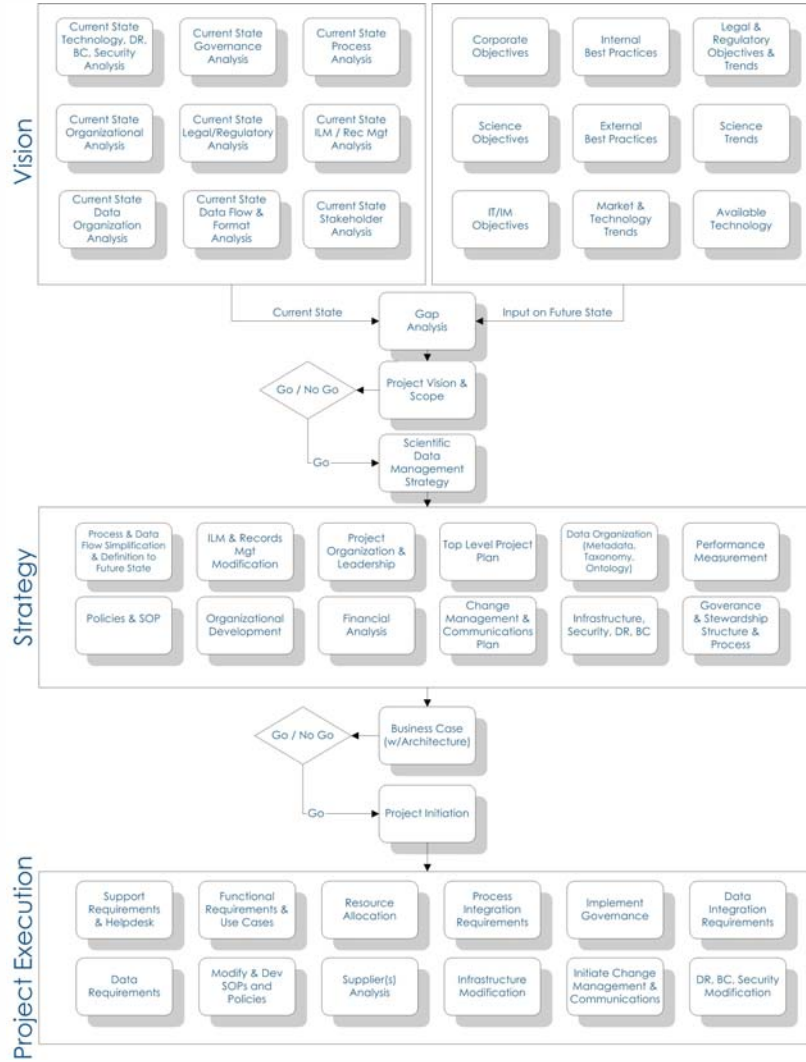 Vision
Current State
Technology, DR,
BC, Security
Analysis
Current State
Governance
Analysis
Current State
Process
Analysis
Current State
Organizational
Analysis
Current State
Legal/Regulatory
Analysis
Current State
ILM / Rec Mgt
Analysis
Current State
Data
Organization
Analysis
Current State
Data Flow &
Format
Analysis
Current State
Stakeholder
Analysis
Corporate
Objectives
Internal
Best Practices
Legal &
Regulatory
Objectives &
Trends
Science
Objectives
External
Best Practices
Science
Trends
IT/IM
Objectives
Market &
Technology
Trends
Available
Technology
Current State
Gap
Analysis
Input on Future State
Go / No Go
Project Vision &
Scope
Go
Scientific
Data
Management
Strategy
Strategy
Process & Data
Flow Simplification
& Definition to
Future State
ILM & Records
Mgt
Modification
Project
Organization &
Leadership
Top Level Project
Plan
Data Organization
(Metadata,
Taxonomy,
Ontology)
Performance
Measurement
Policies & SOP
Organizational
Development
Financial
Analysis
Change
Management &
Communications
Plan
Infrastructure,
Security, DR, BC
Goverance
& Stewardship
Structure &
Process
Go / No Go
Business Case
(w/Architecture)
Go
Project Initiation
Project Execution
Support
Requirements
& Helpdesk
Functional
Requirements &
Use Cases
Resource
Allocation
Process
Integration
Requirements
Implement
Governance
Data
Integration
Requirements
Data
Requirements
Modify & Dev
SOPs and
Policies
Supplier(s)
Analysis
Infrastructure
Modification
Initiate Change
Management &
Communications
DR, BC, Security
Modification